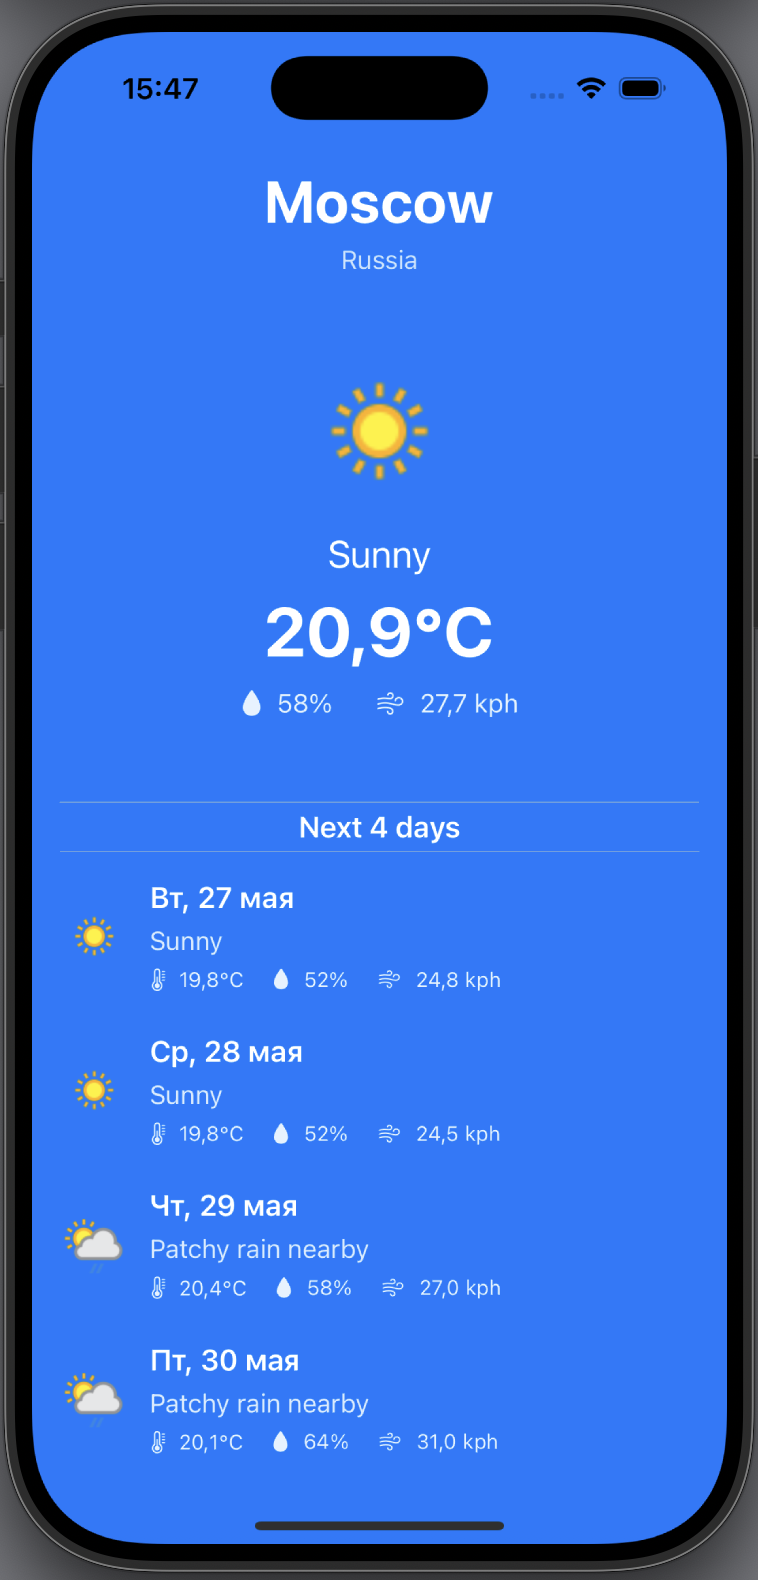 15:47
Moscow
Russia
Sunny
20,9°C
58% 27,7 kph
Next 4 days
Вт, 27 мая
Sunny
19,8°C 52% 24,8 kph
Ср, 28 мая
Sunny
19,8°C 52% 24,5 kph
Чт, 29 мая
Patchy rain nearby
20,4°C 58% 27,0 kph
Пт, 30 мая
Patchy rain nearby
20,1°C 64% 31,0 kph